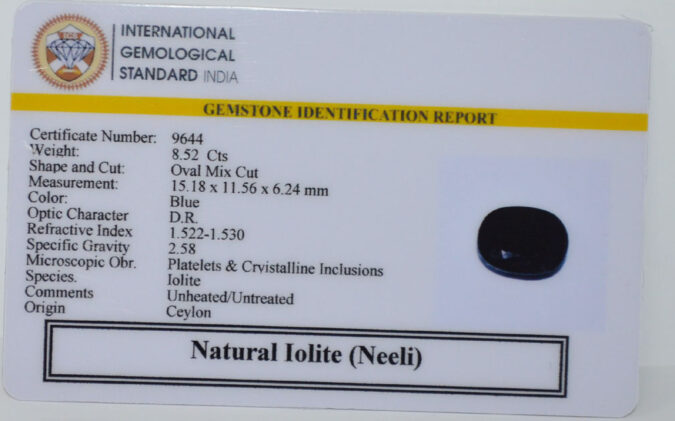 INTERNATIONAL
GEMOLOGICAL
STANDARD INDIA
GEMSTONE IDENTIFICATION REPORT
Certificate Number: 9644
Weight: 8.52 Cts
Shape and Cut: Oval Mix Cut
Measurement: 15.18 x 11.56 x 6.24 mm
Color: Blue
Optic Character D.R.
Refractive Index 1.522-1.530
Specific Gravity 2.58
Microscopic Obr. Platelets & Crvistalline Inclusions
Species. Iolite
Comments Unheated/Untreated
Origin Ceylon
Natural Iolite (Neeli)